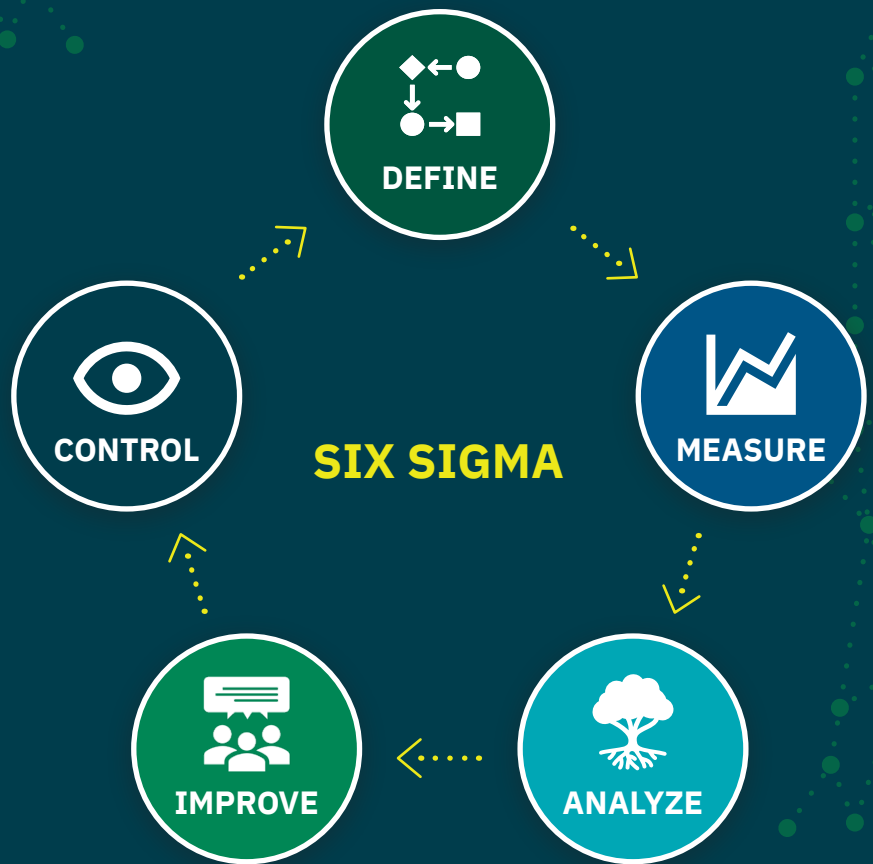 DEFINE
MEASURE
ANALYZE
IMPROVE
CONTROL
SIX SIGMA